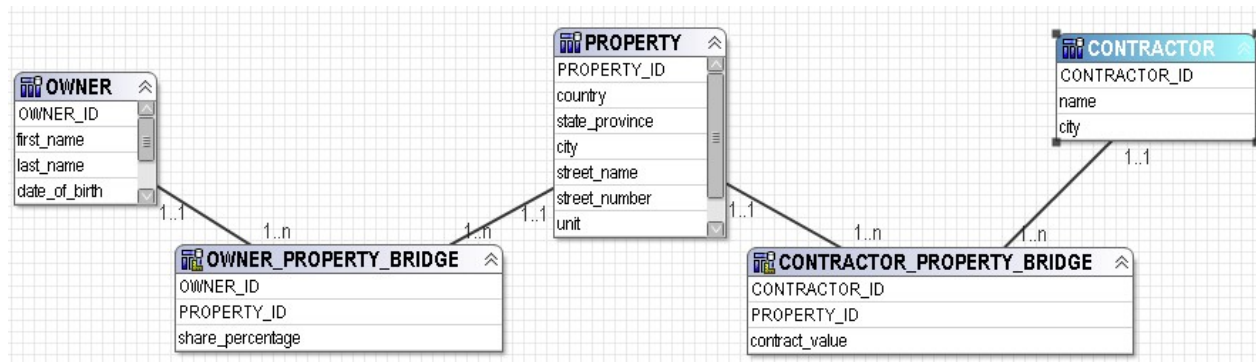 OWNER
OWNER_ID
first_name
last_name
date_of_birth
1..1
1..n
PROPERTY
PROPERTY_ID
country
state_province
city
street_name
street_number
unit
1..1
1..n
1..1
1..n
CONTRACTOR
CONTRACTOR_ID
name
city
1..1
1..n
OWNER_PROPERTY_BRIDGE
OWNER_ID
PROPERTY_ID
share_percentage
CONTRACTOR_PROPERTY_BRIDGE
CONTRACTOR_ID
PROPERTY_ID
contract_value